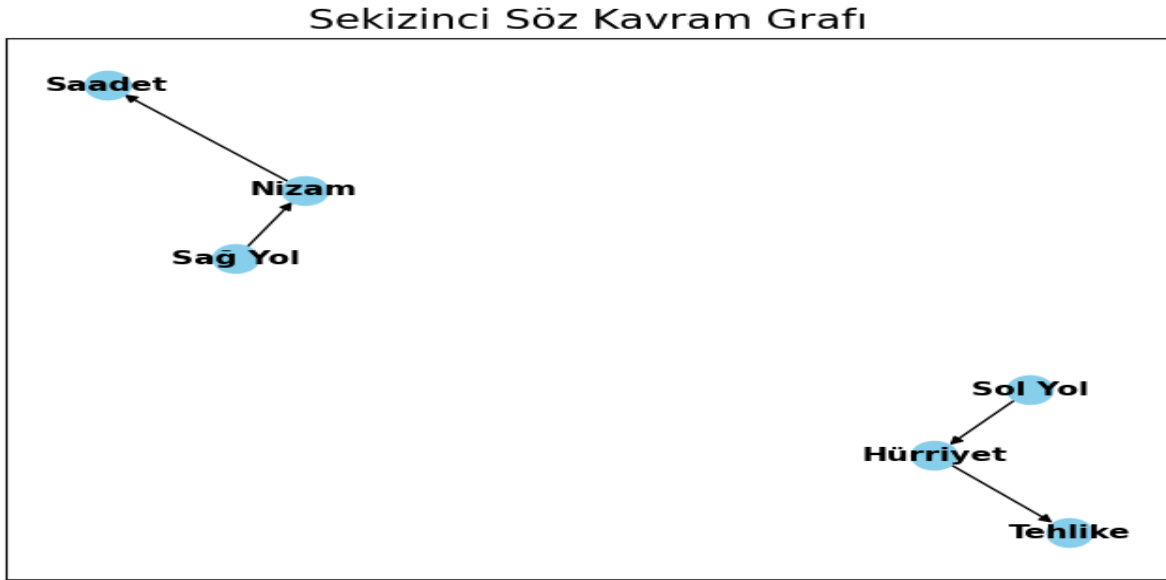 Sekizinci Söz Kavram Grafı
Saadet
Nizam
Sağ Yol
Sol Yol
Hürriyet
Tehlike